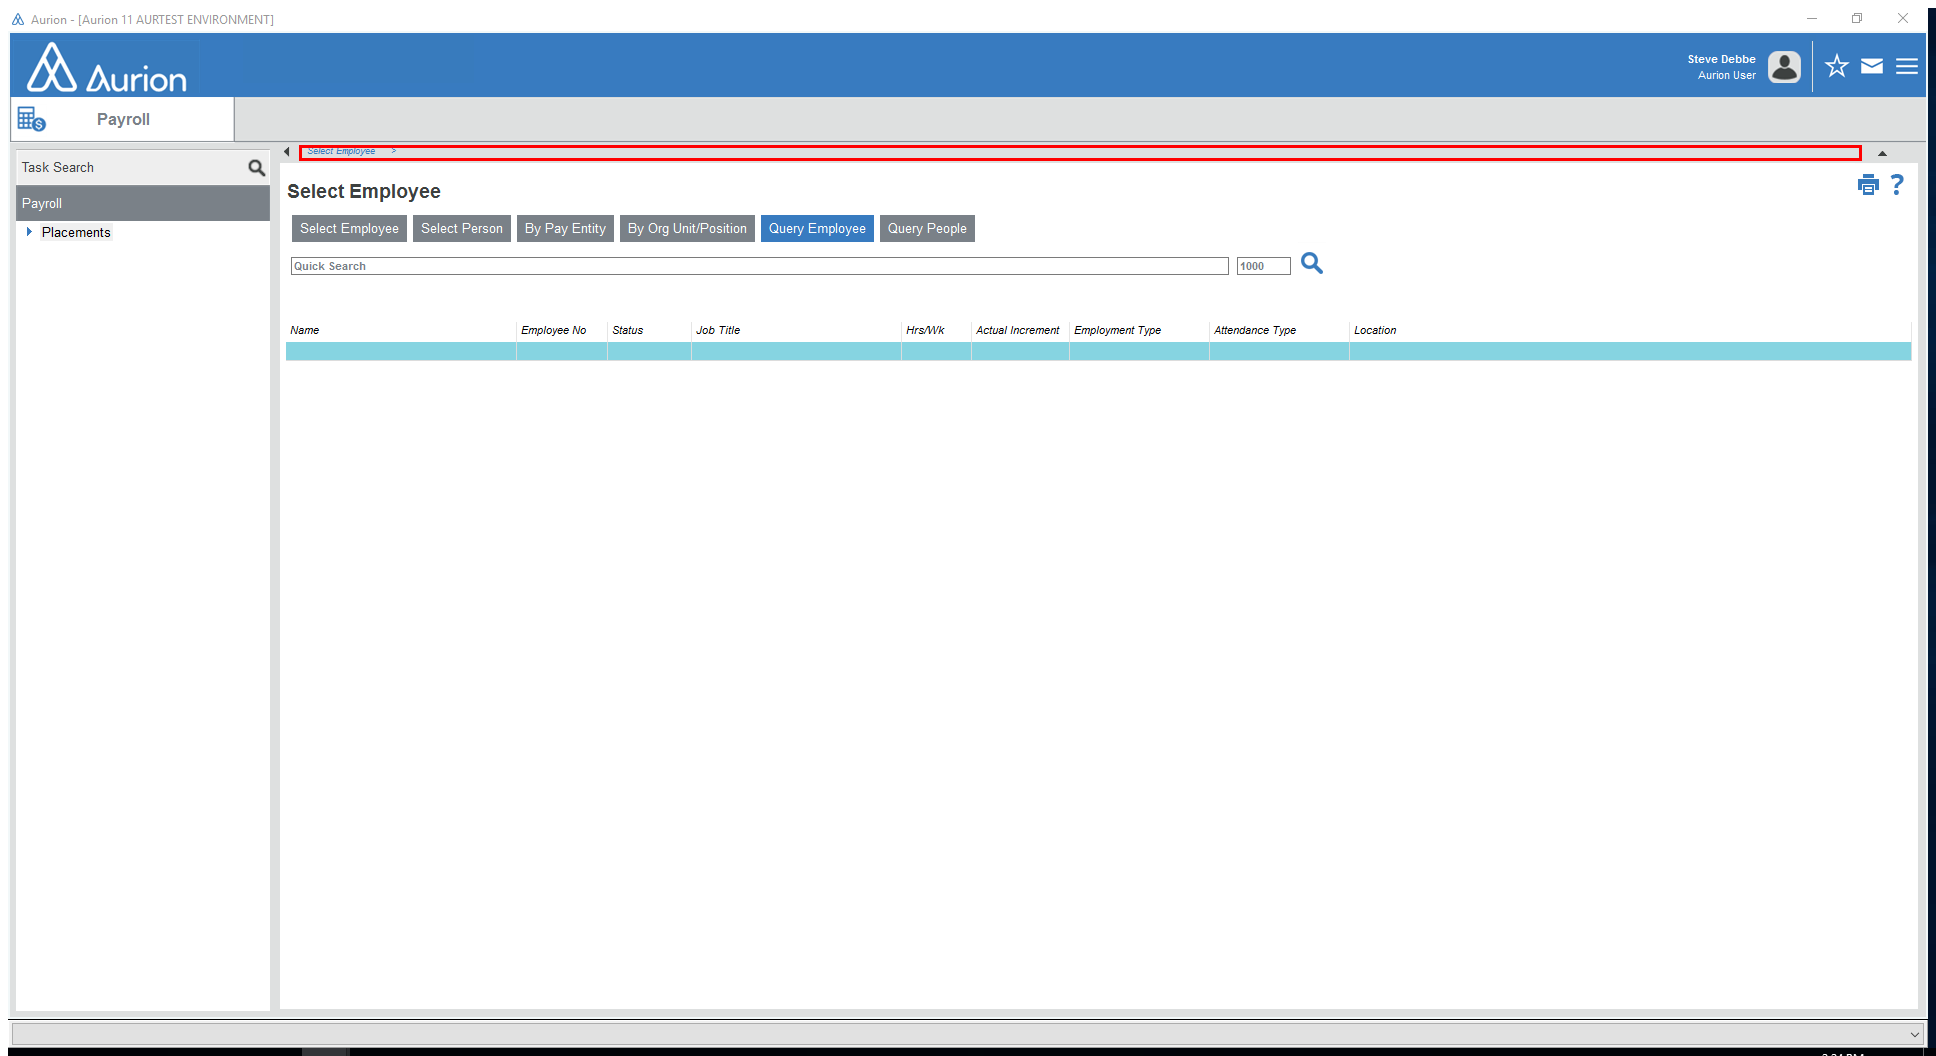 Aurion - [Aurion 11 AURTEST ENVIRONMENT]
Aurion
Steve Debbe
Aurion User
Payroll
Task Search
Payroll
Placements
Select Employee >
Select Employee
?
Select Employee Select Person By Pay Entity By Org Unit/Position Query Employee Query People
Quick Search 1000
Name Employee No Status Job Title Hrs/Wk Actual Increment Employment Type Attendance Type Location